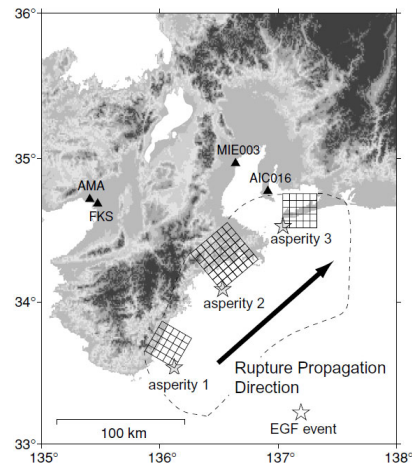 36°
AMA
FKS
MIE003
35°
AIC016
asperity 3
asperity 2
34°
asperity 1
Rupture Propagation
Direction
100 km
EGF event
33°
135°
136°
137°
138°